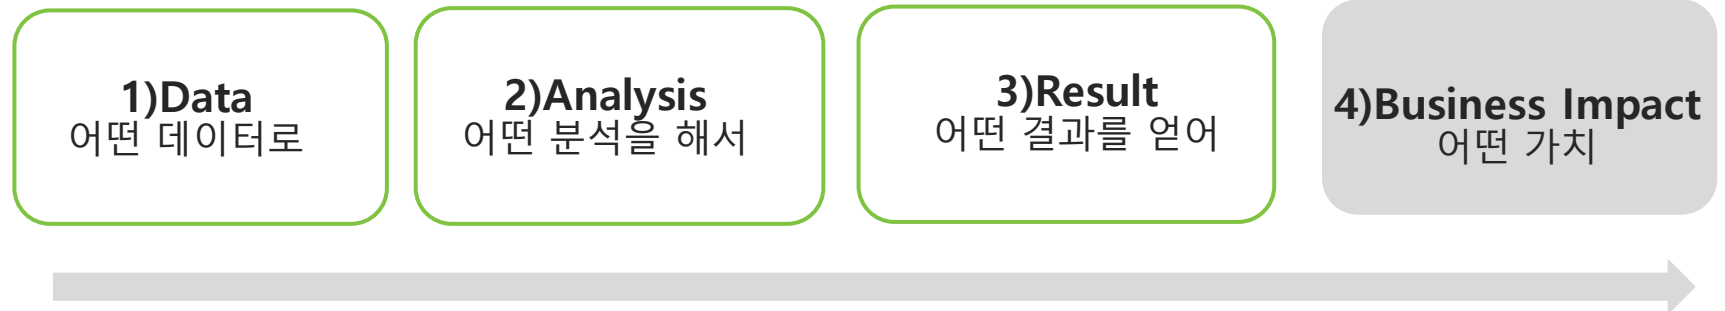 1)Data
어떤 데이터로
2)Analysis
어떤 분석을 해서
3)Result
어떤 결과를 얻어
4)Business Impact
어떤 가치